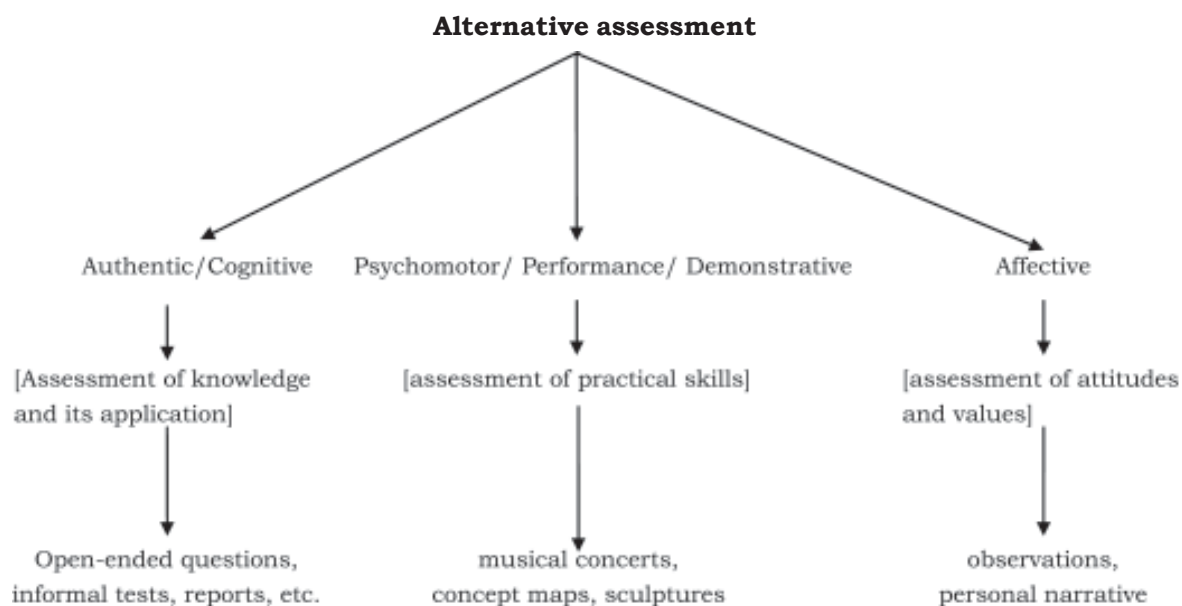 Alternative assessment
Authentic/Cognitive
Psychomotor/ Performance/ Demonstrative
Affective
[Assessment of knowledge
and its application]
[assessment of practical skills]
[assessment of attitudes
and values]
Open-ended questions,
informal tests, reports, etc.
musical concerts,
concept maps, sculptures
observations,
personal narrative